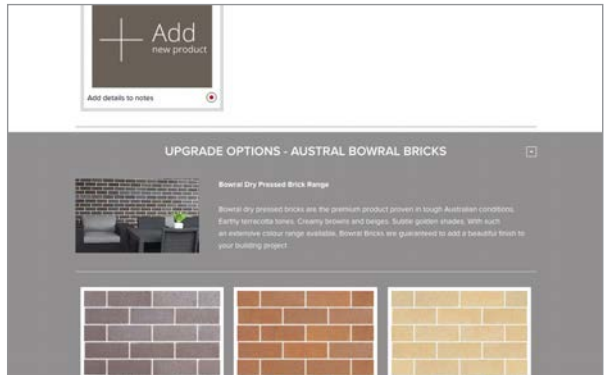 Add
new product
Add details to notes
UPGRADE OPTIONS - AUSTRAL BOWRAL BRICKS
Bowral Dry Pressed Brick Range
Bowral dry pressed bricks are the premium product proven in tough Australian conditions.
Earthy terracotta tones. Creamy browns and beiges. Subtle golden shades. With such
an extensive colour range available, Bowral Bricks are guaranteed to add a beautiful finish to
your building project